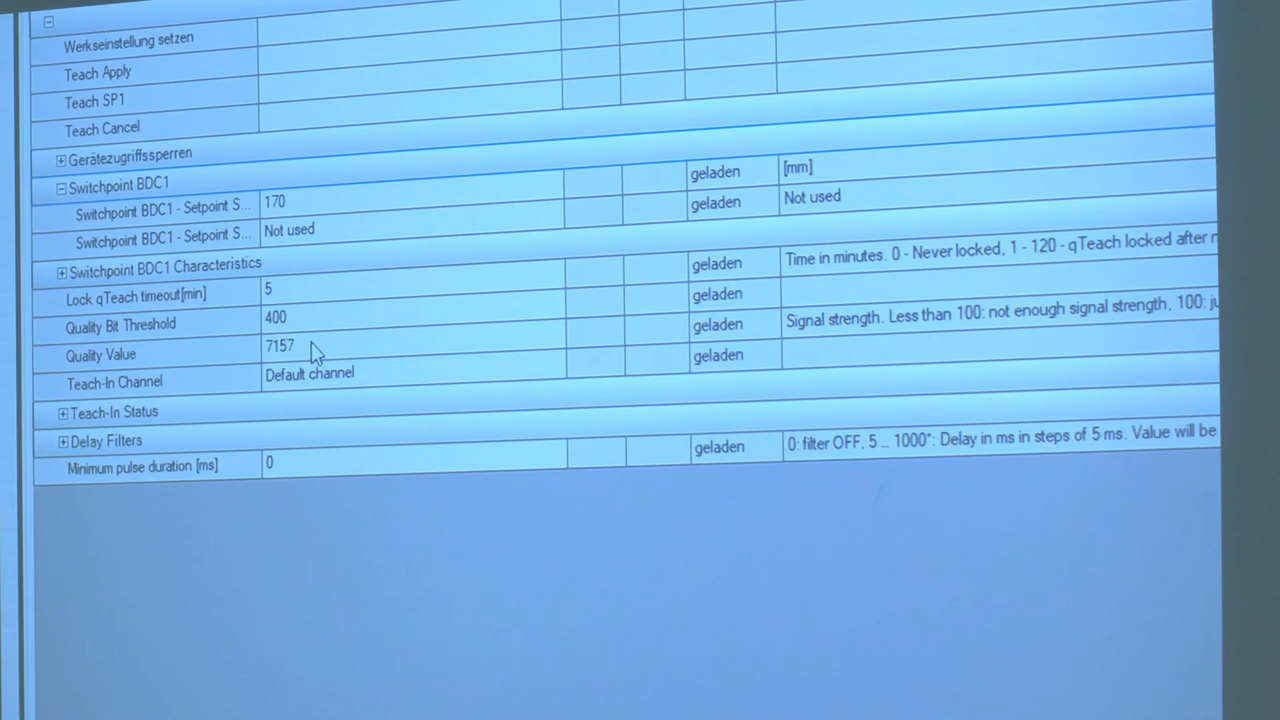 Werkseinstellung setzen
Teach Apply
Teach SP1
Teach Cancel
Gerätezugriffssperren
Switchpoint BDC1
Switchpoint BDC1 - Setpoint S... 170 geladen [mm]
Switchpoint BDC1 - Setpoint S... Not used geladen Not used
Switchpoint BDC1 Characteristics
Lock qTeach timeout[min] 5 geladen Time in minutes. 0 - Never locked, 1 - 120 - qTeach locked after
Quality Bit Threshold 400 geladen
Quality Value 7157 geladen Signal strength. Less than 100: not enough signal strength, 100:
Teach-In Channel Default channel geladen
Teach-In Status
Delay Filters
Minimum pulse duration [ms] 0 geladen 0: filter OFF, 5 ... 1000*: Delay in ms in steps of 5 ms. Value will be